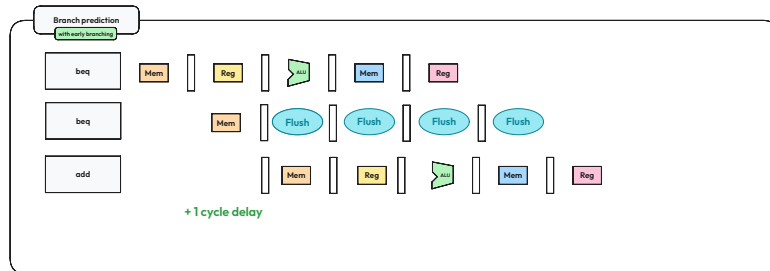 Branch prediction
with early branching
beq Mem Reg ALU Mem Reg
beq Mem Flush Flush Flush Flush
add Mem Reg ALU Mem Reg
+ 1 cycle delay